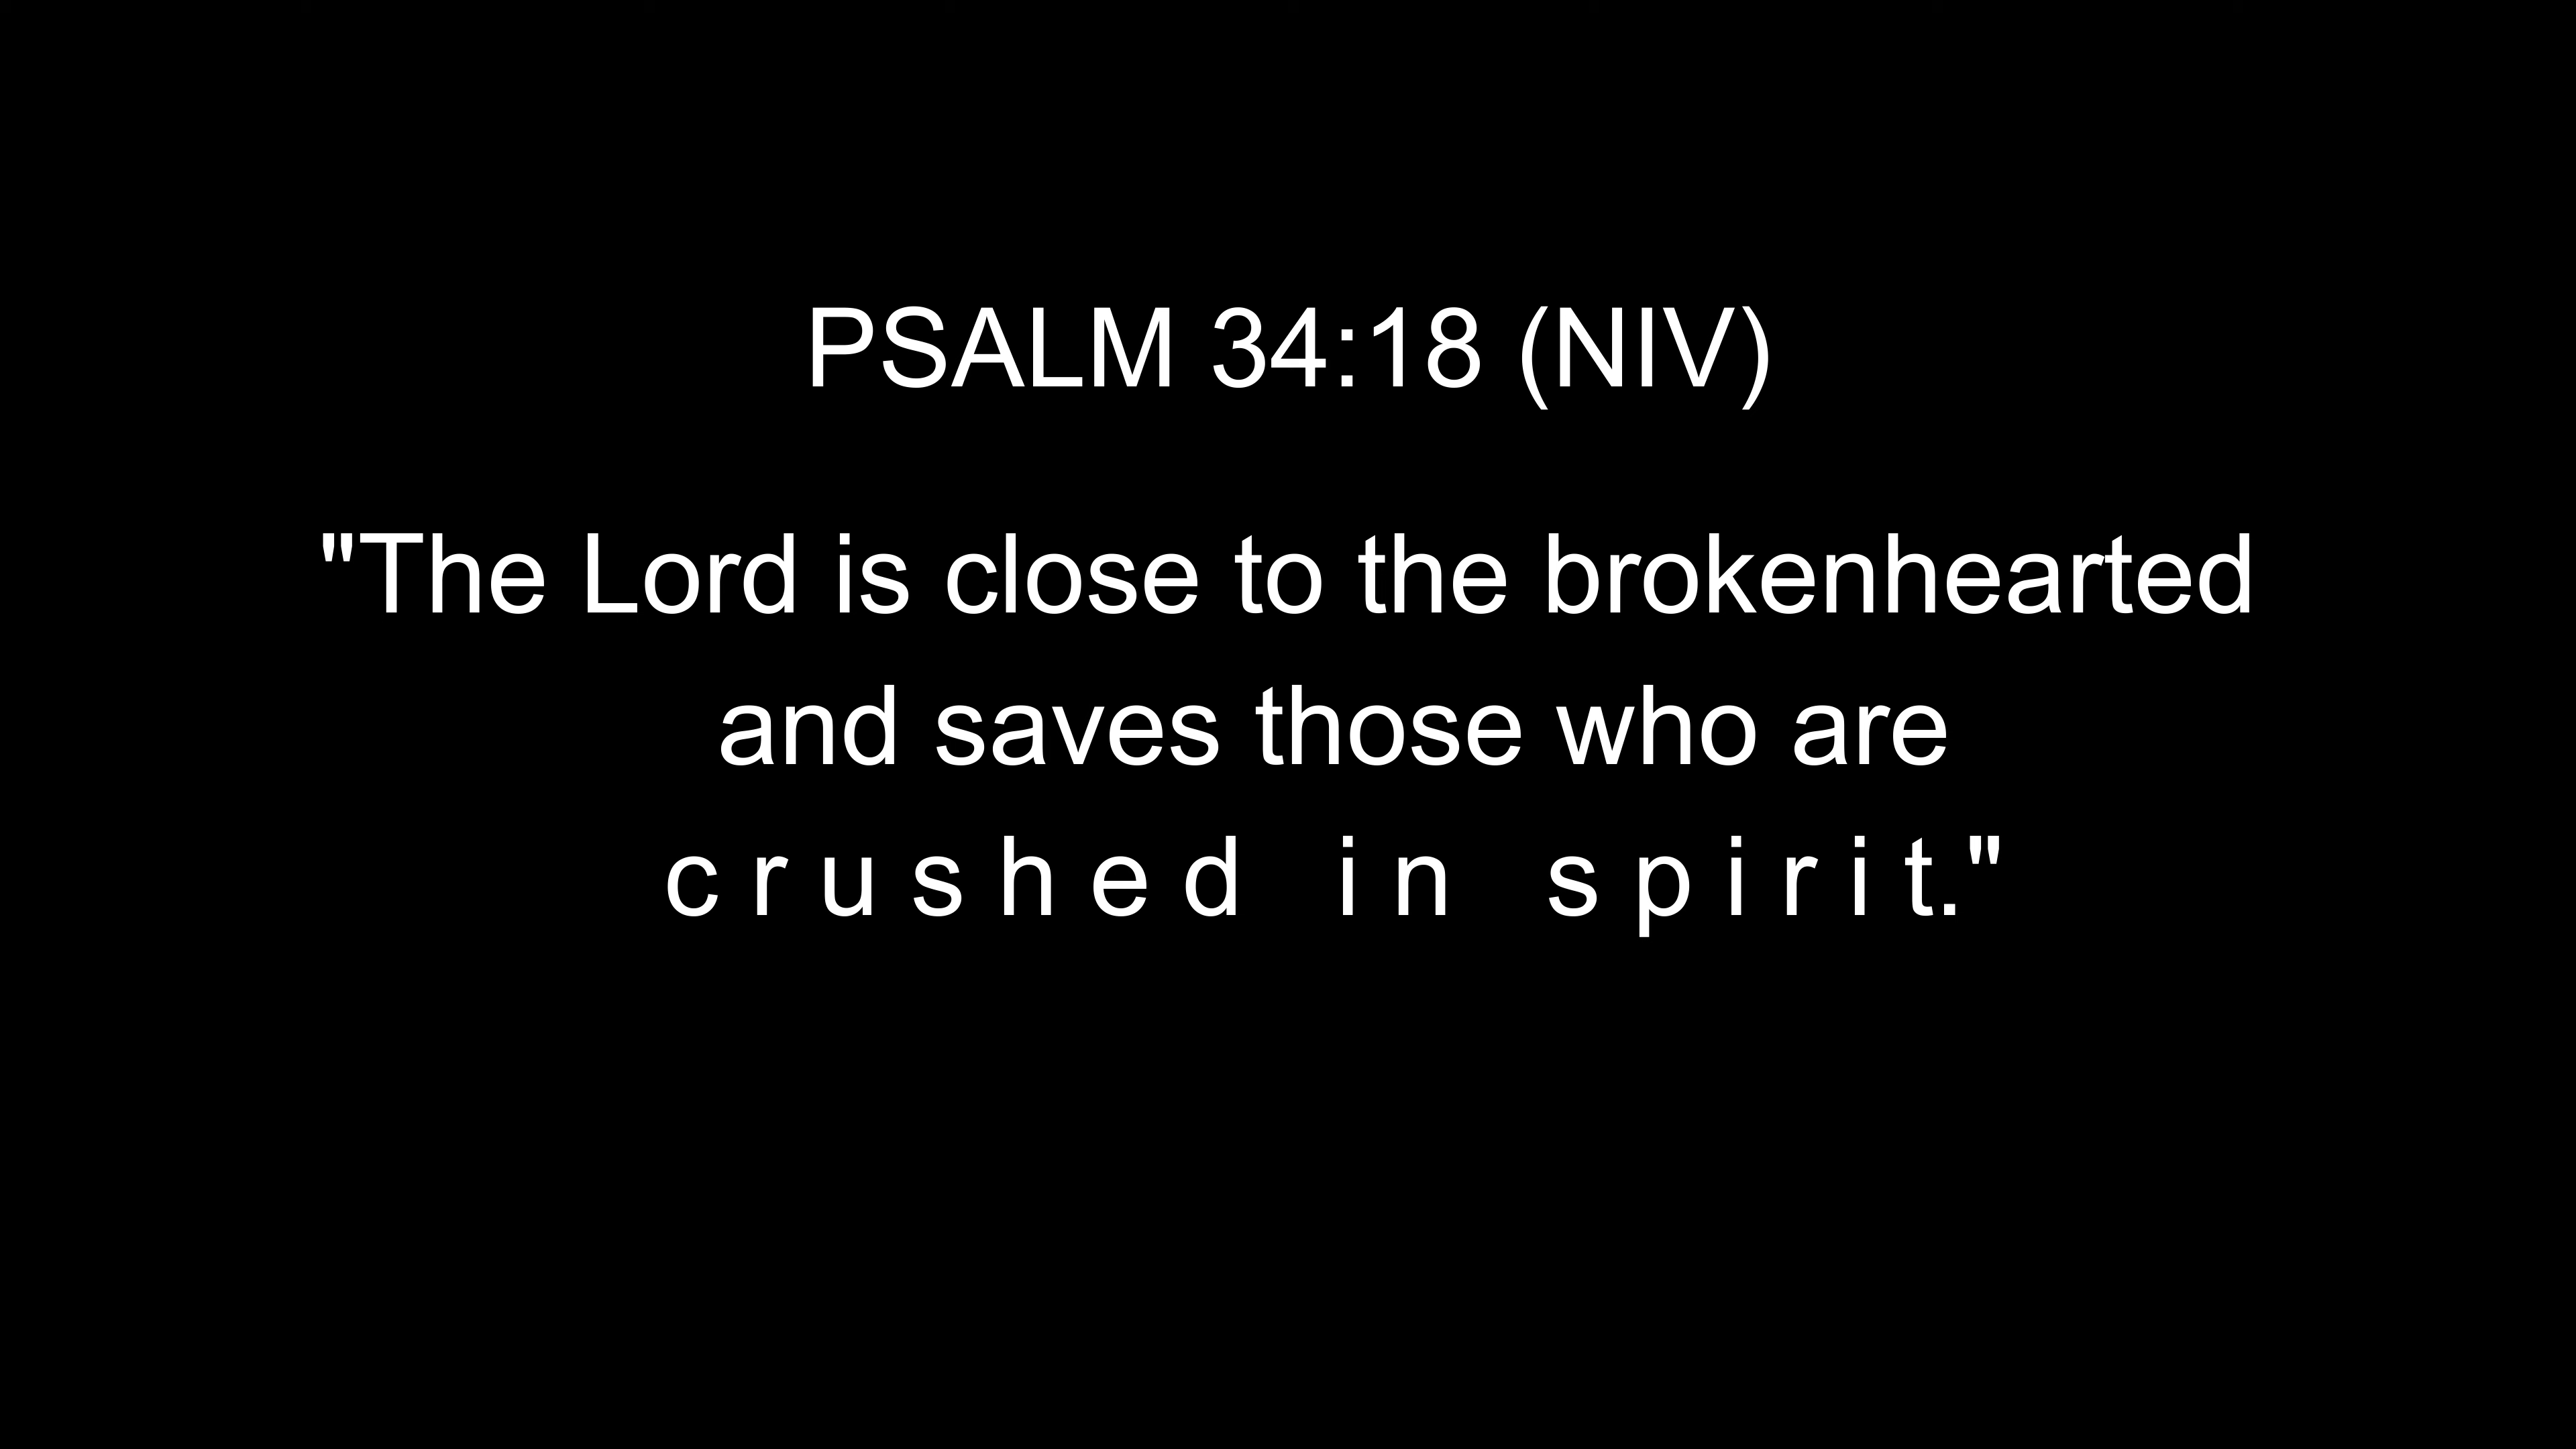 PSALM 34:18 (NIV)
"The Lord is close to the brokenhearted
and saves those who are
c r u s h e d   i n   s p i r i t."